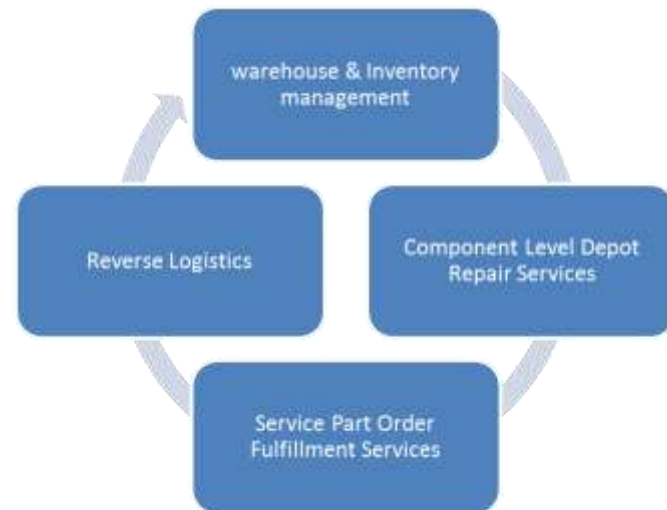 warehouse & Inventory
management
Reverse Logistics
Component Level Depot
Repair Services
Service Part Order
Fulfillment Services